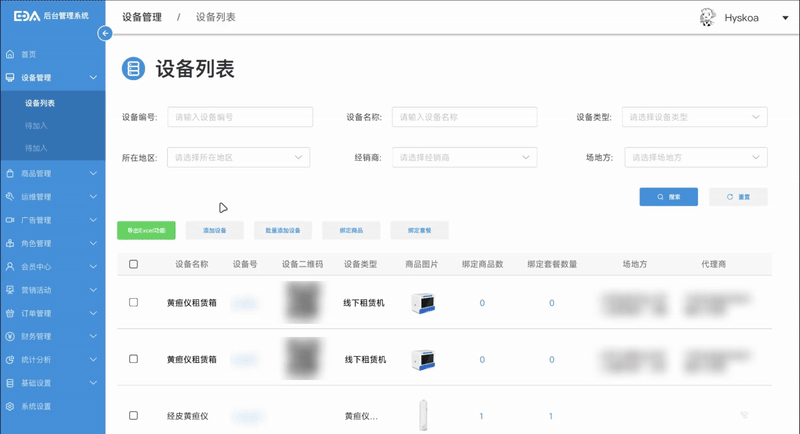 EDA 后台管理系统
设备管理 / 设备列表
Hyskoa
首页
设备管理
设备列表
待加入
待加入
商品管理
运维管理
广告管理
角色管理
会员中心
营销活动
订单管理
财务管理
统计分析
基础设置
系统设置
设备列表
设备编号: 请输入设备编号 设备名称: 请输入设备名称 设备类型: 请选择设备类型
所在地区: 请选择所在地区 经销商: 请选择经销商 场地方: 请选择场地方
搜索 重置
导出Excel功能 添加设备 批量添加设备 绑定商品 绑定套餐
设备名称 设备号 设备二维码 设备类型 商品图片 绑定商品数 绑定套餐数量 场地方 代理商
黄疸仪租赁箱 线下租赁机 0 0
黄疸仪租赁箱 线下租赁机 0 0
经皮黄疸仪 黄疸仪... 1 1